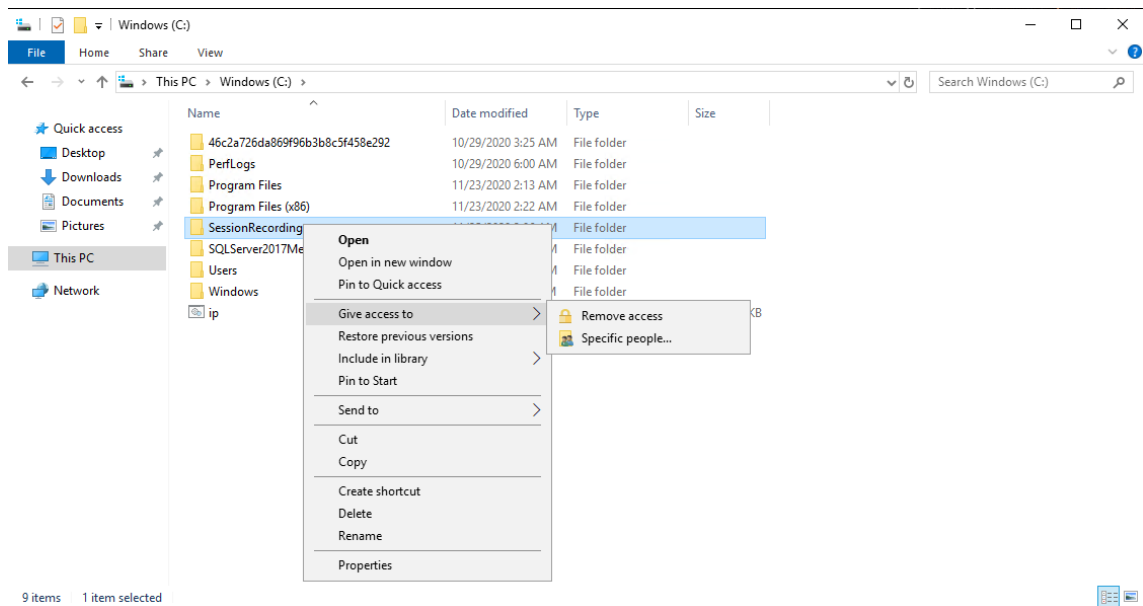 Windows (C:)
File Home Share View
This PC > Windows (C:) > Search Windows (C:)
Name Date modified Type Size
Quick access
Desktop
Downloads
Documents
Pictures
This PC
Network
46c2a726da869f96b3b8c5f458e292 10/29/2020 3:25 AM File folder
PerfLogs 10/29/2020 6:00 AM File folder
Program Files 11/23/2020 2:13 AM File folder
Program Files (x86) 11/23/2020 2:22 AM File folder
SessionRecording File folder
SQLServer2017Me File folder
Users File folder
Windows File folder
ip KB
Open
Open in new window
Pin to Quick access
Give access to
Restore previous versions
Include in library
Pin to Start
Send to
Cut
Copy
Create shortcut
Delete
Rename
Properties
Remove access
Specific people...
9 items 1 item selected